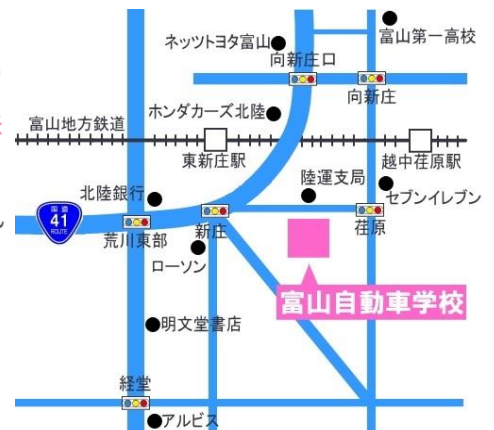 ネッツトヨタ富山
富山第一高校
向新庄口
向新庄
ホンダカーズ北陸
富山地方鉄道
東新庄駅
越中荏原駅
陸運支局
セブンイレブン
北陸銀行
国道
41
ROUTE
荒川東部
新庄
荏原
ローソン
富山自動車学校
明文堂書店
経堂
アルビス